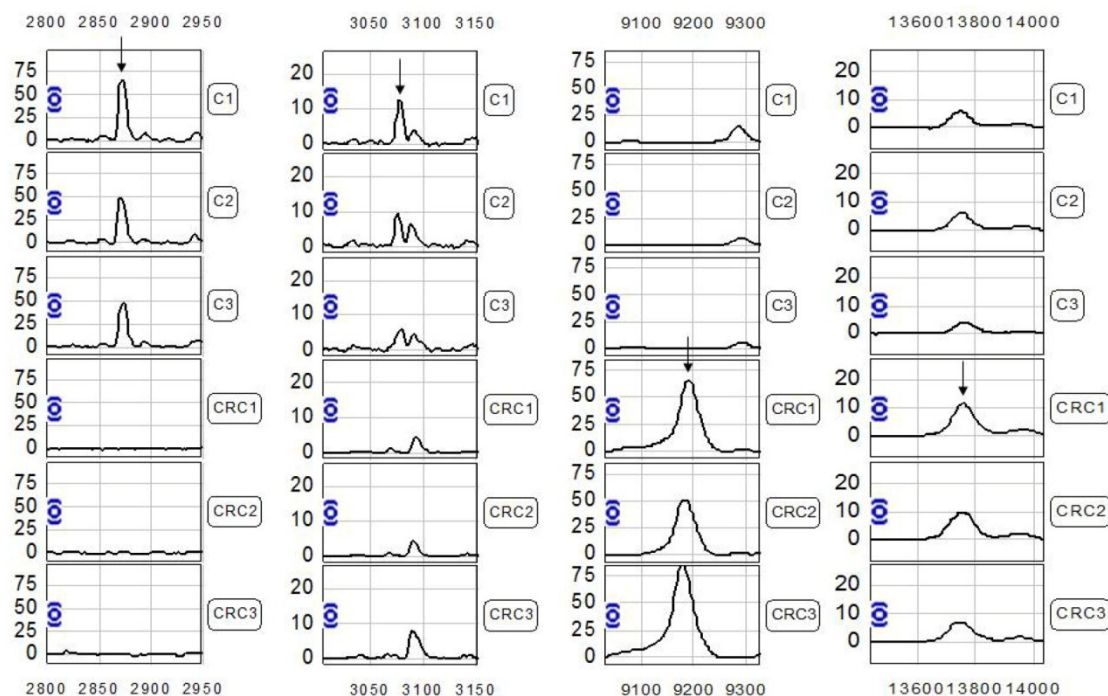 2800 2850 2900 2950 3050 3100 3150 9100 9200 9300 13600 13800 14000
75 50 25 0 C1 20 10 0 C1 75 50 25 0 C1 20 10 0 C1
75 50 25 0 C2 20 10 0 C2 75 50 25 0 C2 20 10 0 C2
75 50 25 0 C3 20 10 0 C3 75 50 25 0 C3 20 10 0 C3
75 50 25 0 CRC1 20 10 0 CRC1 75 50 25 0 CRC1 20 10 0 CRC1
75 50 25 0 CRC2 20 10 0 CRC2 75 50 25 0 CRC2 20 10 0 CRC2
75 50 25 0 CRC3 20 10 0 CRC3 75 50 25 0 CRC3 20 10 0 CRC3
2800 2850 2900 2950 3050 3100 3150 9100 9200 9300 13600 13800 14000